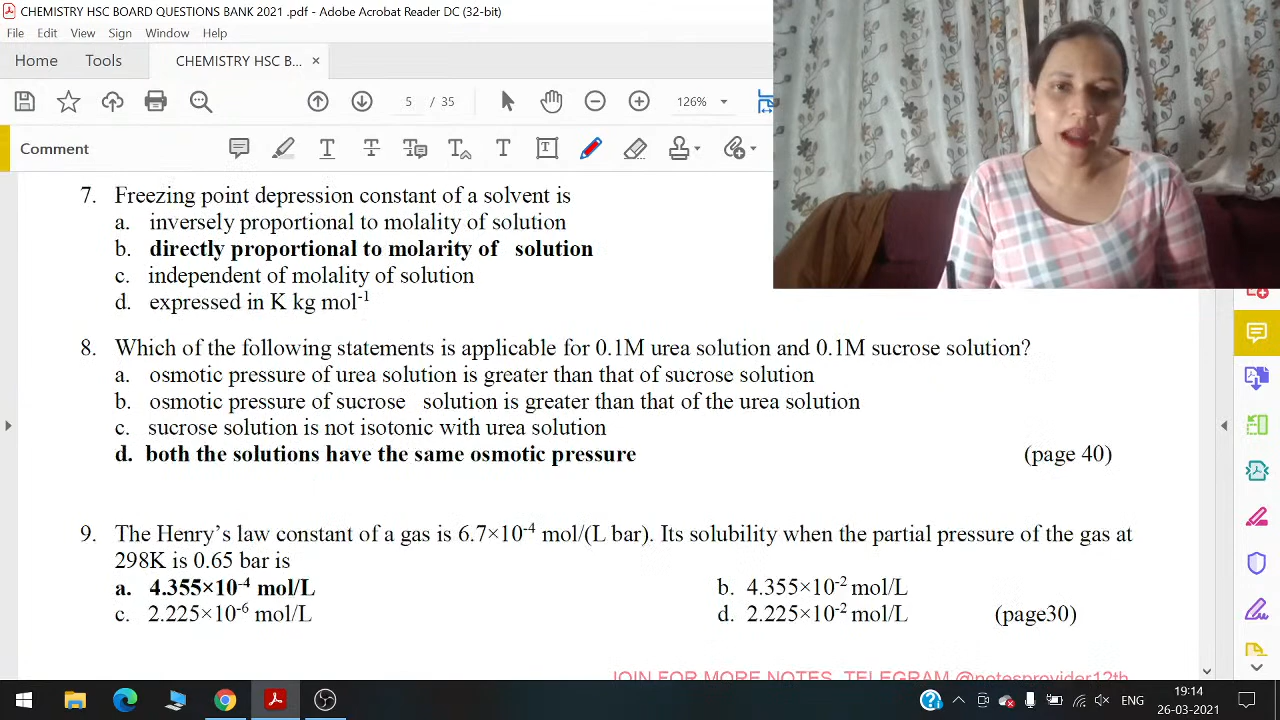 CHEMISTRY HSC BOARD QUESTIONS BANK 2021 .pdf - Adobe Acrobat Reader DC (32-bit)
File Edit View Sign Window Help
Home Tools CHEMISTRY HSC B... ×
5 / 35 126%
Comment
7. Freezing point depression constant of a solvent is
a. inversely proportional to molality of solution
b. directly proportional to molarity of solution
c. independent of molality of solution
d. expressed in K kg mol⁻¹
8. Which of the following statements is applicable for 0.1M urea solution and 0.1M sucrose solution?
a. osmotic pressure of urea solution is greater than that of sucrose solution
b. osmotic pressure of sucrose solution is greater than that of the urea solution
c. sucrose solution is not isotonic with urea solution
d. both the solutions have the same osmotic pressure (page 40)
9. The Henry's law constant of a gas is 6.7×10⁻⁴ mol/(L bar). Its solubility when the partial pressure of the gas at
298K is 0.65 bar is
a. 4.355×10⁻⁴ mol/L b. 4.355×10⁻² mol/L
c. 2.225×10⁻⁶ mol/L d. 2.225×10⁻² mol/L (page30)
JOIN FOR MORE NOTES, TELEGRAM @notesprovider12th
ENG 19:14
26-03-2021